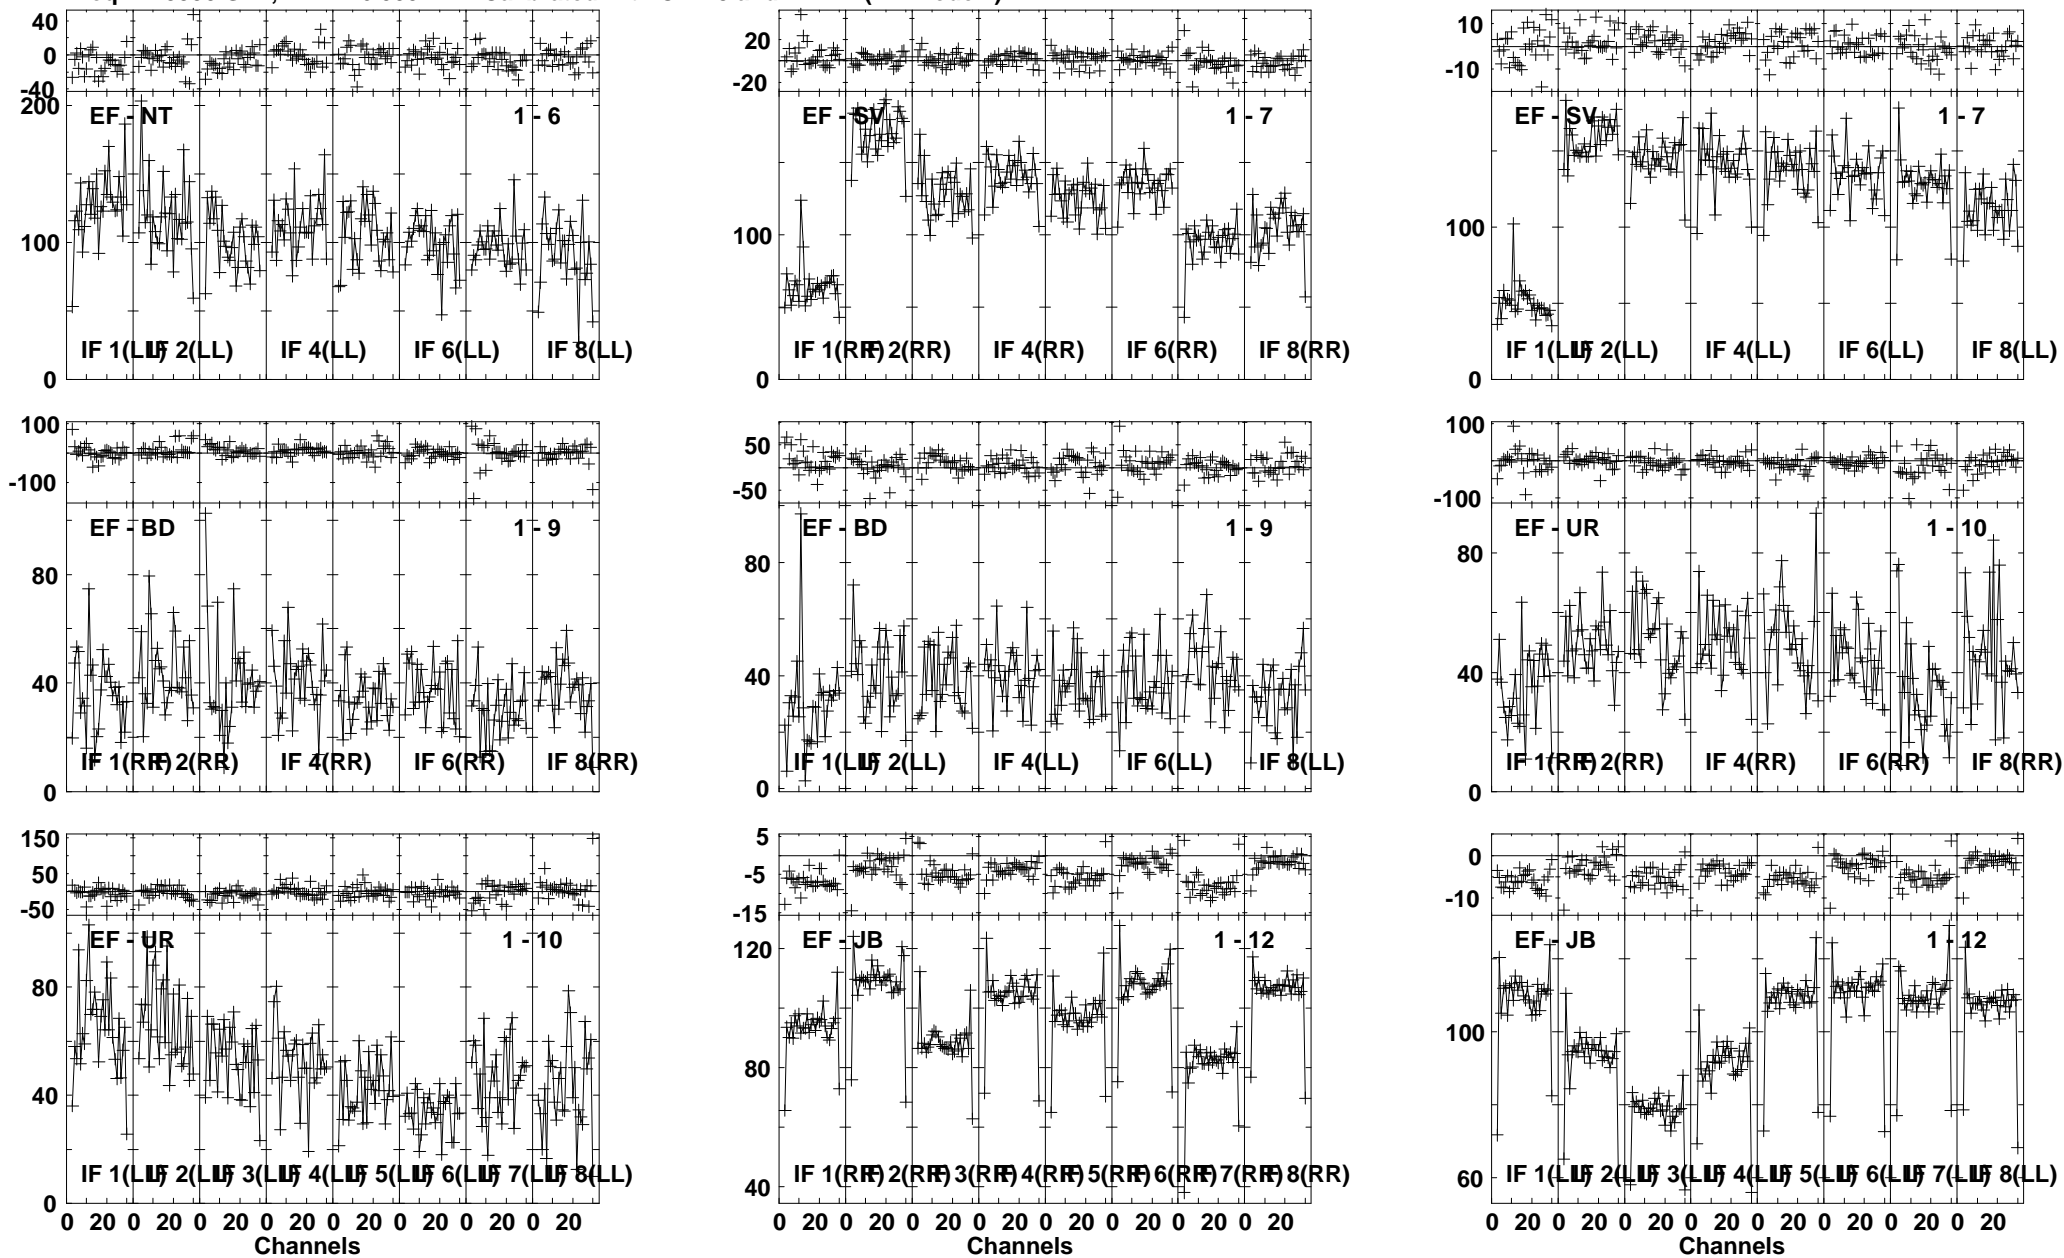 40
0
-40
200
100
0
EF - NT
1 - 6
IF 1(LL) IF 2(LL) IF 4(LL) IF 6(LL) IF 8(LL)
20
-20
100
0
EF - SV
1 - 7
IF 1(RR) IF 2(RR) IF 4(RR) IF 6(RR) IF 8(RR)
10
-10
100
0
EF - SV
1 - 7
IF 1(LL) IF 2(LL) IF 4(LL) IF 6(LL) IF 8(LL)
100
-100
80
40
0
EF - BD
1 - 9
IF 1(RR) IF 2(RR) IF 4(RR) IF 6(RR) IF 8(RR)
50
-50
80
40
0
EF - BD
1 - 9
IF 1(LL) IF 2(LL) IF 4(LL) IF 6(LL) IF 8(LL)
100
-100
80
40
0
EF - UR
1 - 10
IF 1(RR) IF 2(RR) IF 4(RR) IF 6(RR) IF 8(RR)
150
50
-50
80
40
0
EF - UR
1 - 10
IF 1(LL) IF 2(LL) IF 3(LL) IF 4(LL) IF 5(LL) IF 6(LL) IF 7(LL) IF 8(LL)
0 20 0 20 0 20 0 20 0 20 0 20 0 20 0 20
Channels
5
-5
-15
120
80
40
EF - JB
1 - 12
IF 1(RR) IF 2(RR) IF 3(RR) IF 4(RR) IF 5(RR) IF 6(RR) IF 7(RR) IF 8(RR)
0 20 0 20 0 20 0 20 0 20 0 20 0 20 0 20
Channels
0
-10
100
60
EF - JB
1 - 12
IF 1(LL) IF 2(LL) IF 3(LL) IF 4(LL) IF 5(LL) IF 6(LL) IF 7(LL) IF 8(LL)
0 20 0 20 0 20 0 20 0 20 0 20 0 20 0 20
Channels